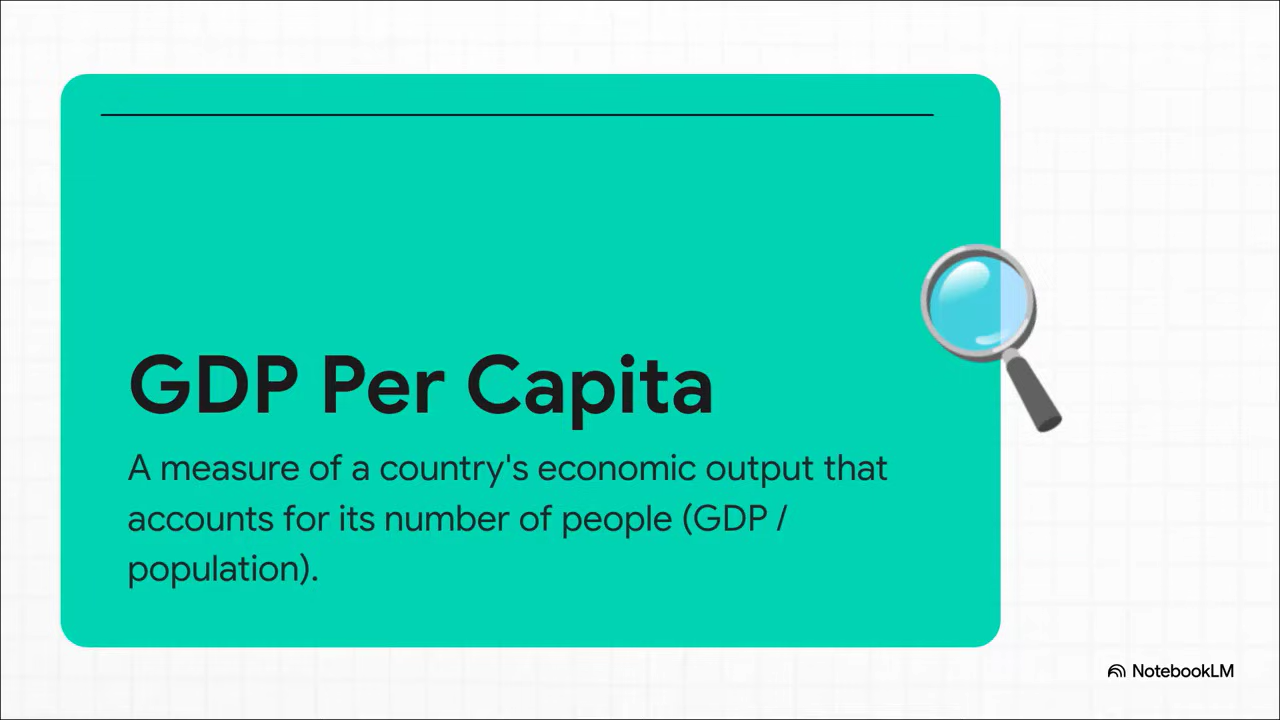 GDP Per Capita
A measure of a country's economic output that
accounts for its number of people (GDP /
population).
NotebookLM